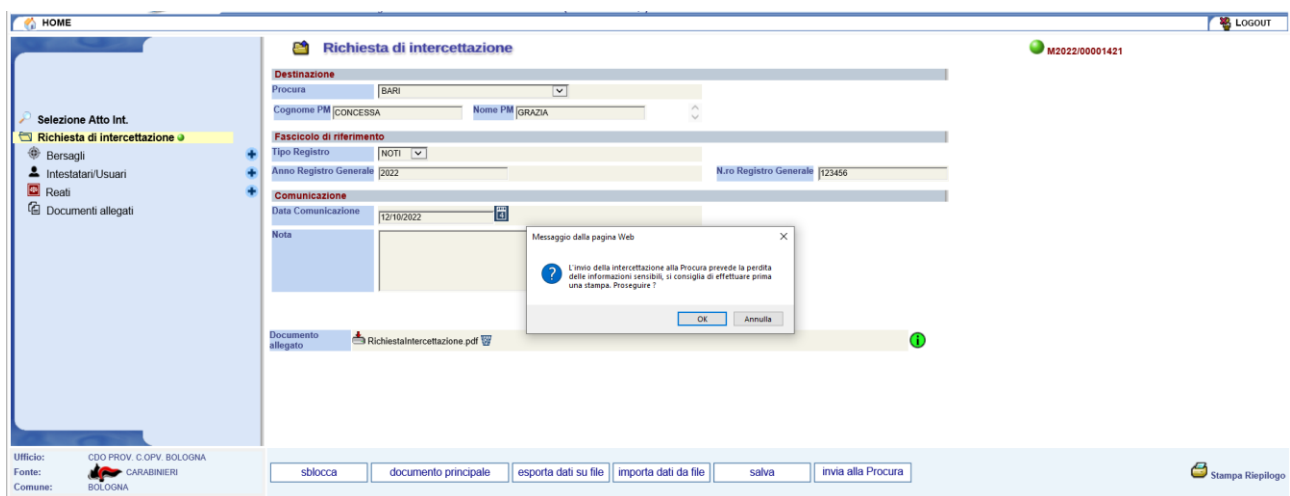 HOME
LOGOUT
Richiesta di intercettazione
M2022/00001421
Destinazione
Procura BARI
Cognome PM CONCESSA Nome PM GRAZIA
Selezione Atto Int.
Richiesta di intercettazione
Bersagli
Intestatari/Usuari
Reati
Documenti allegati
Fascicolo di riferimento
Tipo Registro NOTI
Anno Registro Generale 2022 N.ro Registro Generale 123456
Comunicazione
Data Comunicazione 12/10/2022
Nota
Messaggio dalla pagina Web
L'invio della intercettazione alla Procura prevede la perdita
delle informazioni sensibili, si consiglia di effettuare prima
una stampa. Proseguire ?
OK Annulla
Documento
allegato RichiestaIntercettazione.pdf
Ufficio: CDO PROV. C.OPV. BOLOGNA
Fonte: CARABINIERI
Comune: BOLOGNA
sblocca documento principale esporta dati su file importa dati da file salva invia alla Procura
Stampa Riepilogo